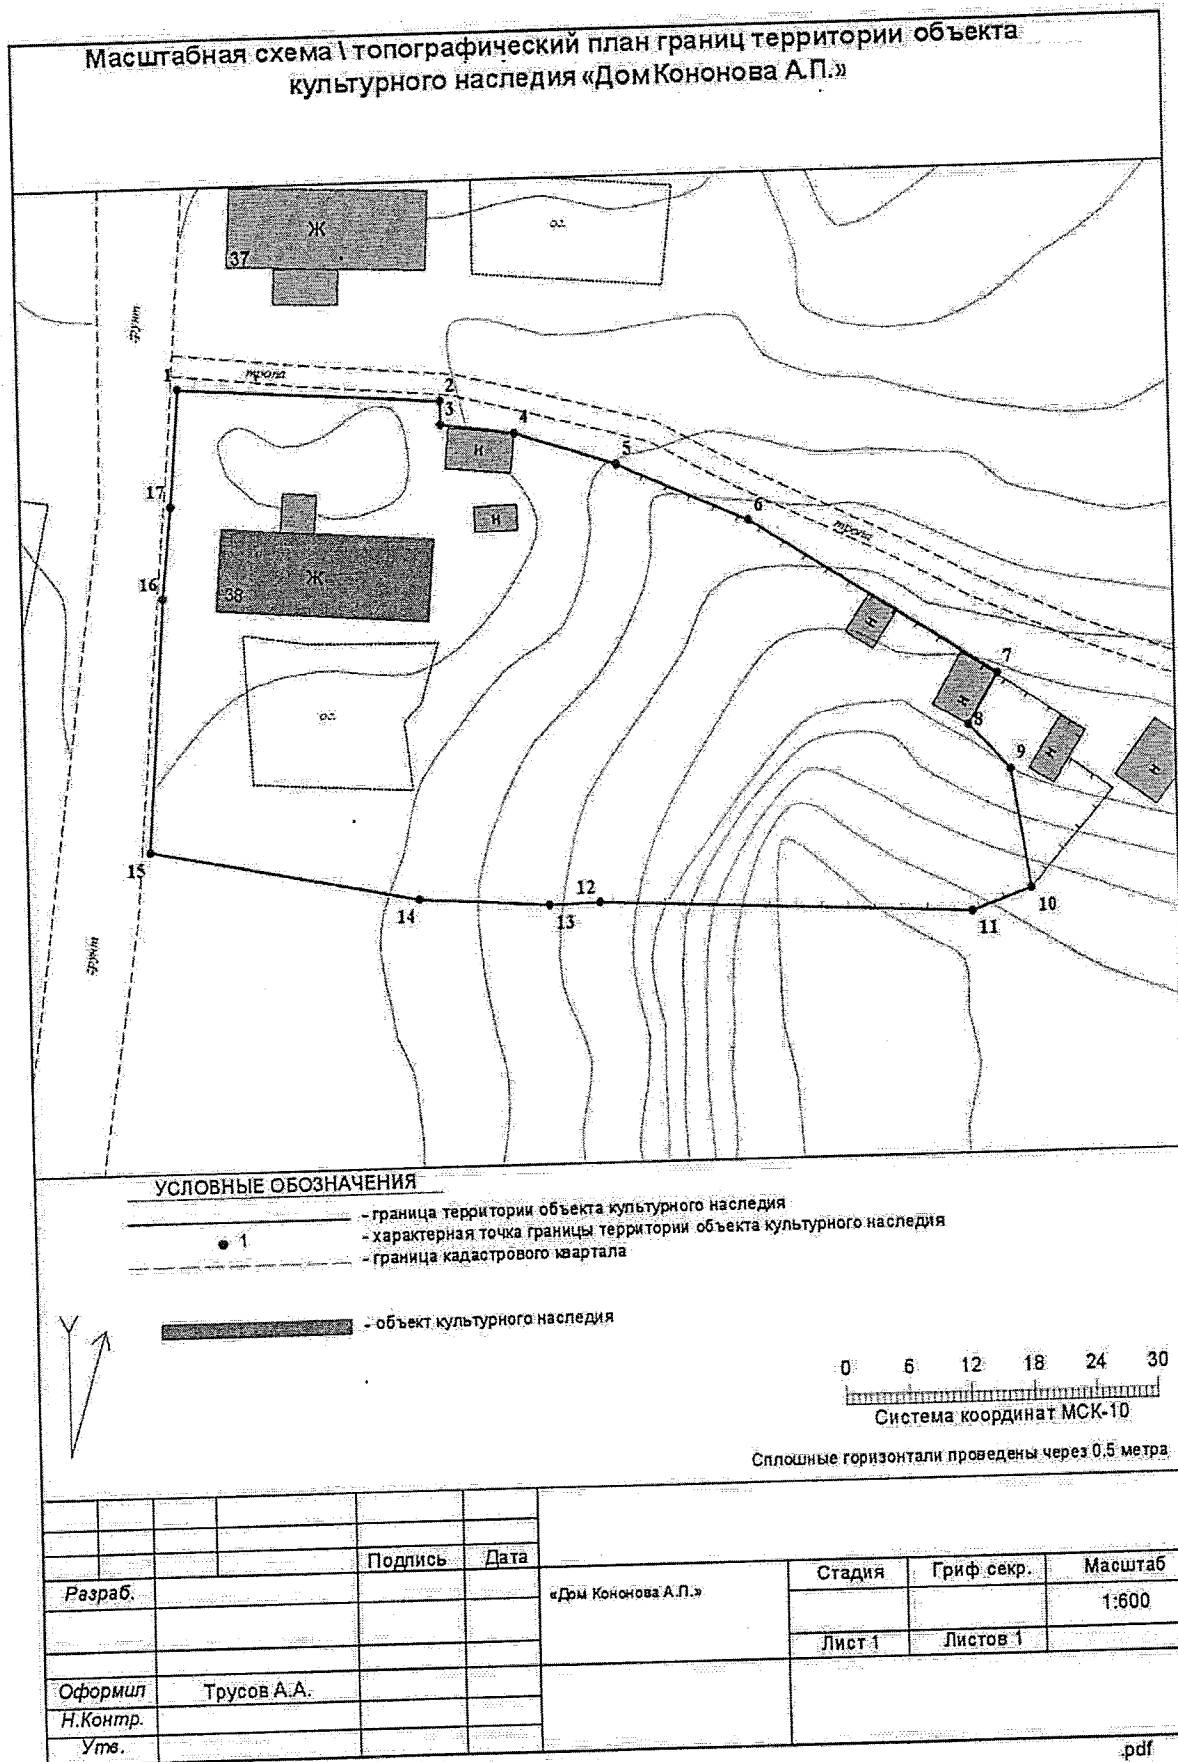 Масштабная схема \ топографический план границ территории объекта
культурного наследия «Дом Кононова А.П.»
Ж
37
ос.
грунт
1
тропа
2
3
4
н
5
17
н
6
тропа
16
Ж
38
н
7
ос.
н
8
9
н
н
15
12
10
14
13
11
грунт
УСЛОВНЫЕ ОБОЗНАЧЕНИЯ
- граница территории объекта культурного наследия
1 - характерная точка границы территории объекта культурного наследия
- граница кадастрового квартала
- объект культурного наследия
0 6 12 18 24 30
Система координат МСК-10
Сплошные горизонтали проведены через 0.5 метра
Подпись Дата
Разраб. «Дом Кононова А.П.» Стадия Гриф секр. Масштаб
1:600
Лист 1 Листов 1
Оформил Трусов А.А.
Н.Контр.
Утв.
.pdf